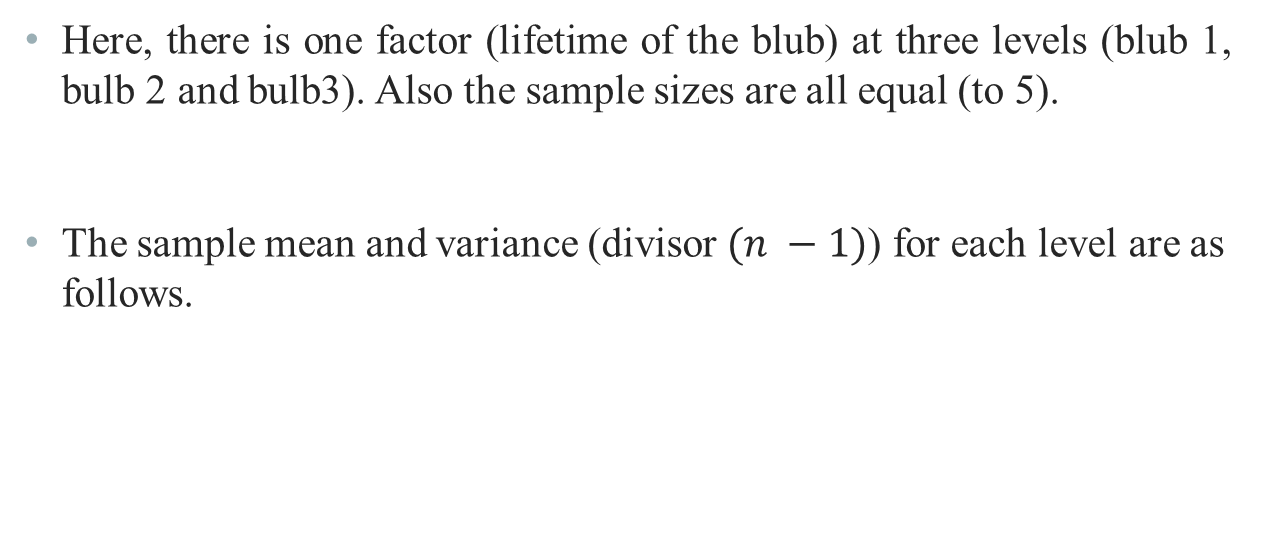 • Here, there is one factor (lifetime of the blub) at three levels (blub 1,
bulb 2 and bulb3). Also the sample sizes are all equal (to 5).
• The sample mean and variance (divisor (n − 1)) for each level are as
follows.